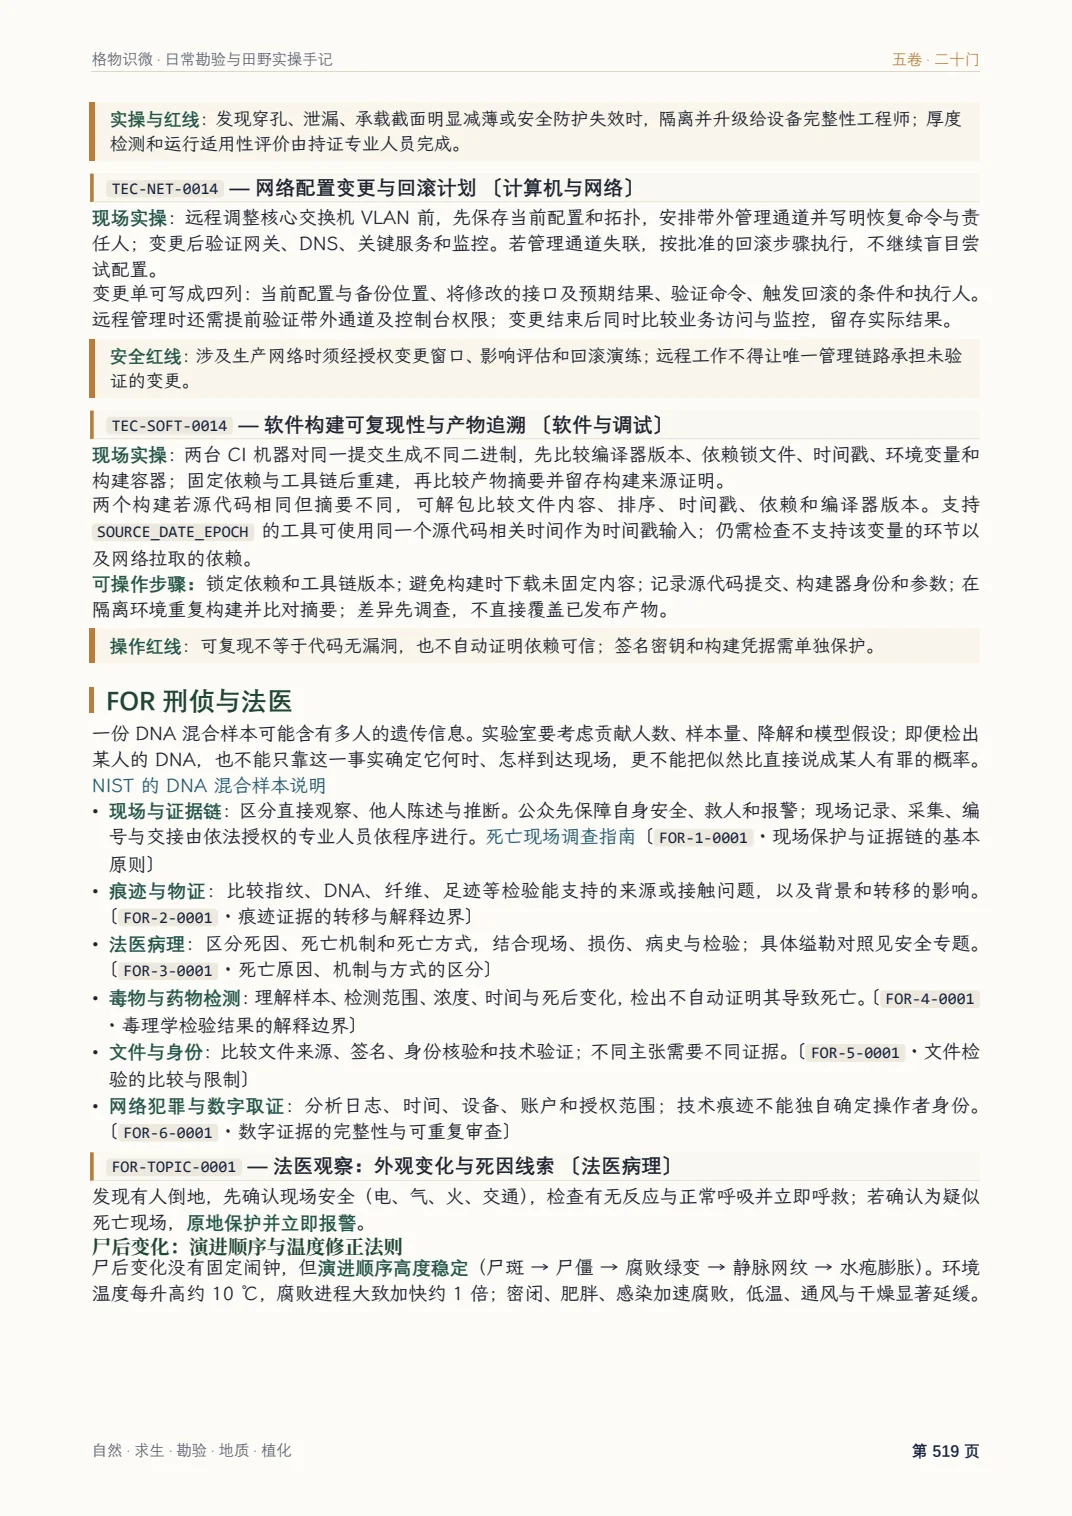 格物识微 · 日常勘验与田野实操手记
五卷 · 二十门
实操与红线：发现穿孔、泄漏、承载截面明显减薄或安全防护失效时，隔离并升级给设备完整性工程师；厚度
检测和运行适用性评价由持证专业人员完成。
TEC-NET-0014 — 网络配置变更与回滚计划 〔计算机与网络〕
现场实操：远程调整核心交换机 VLAN 前，先保存当前配置和拓扑，安排带外管理通道并写明恢复命令与责
任人；变更后验证网关、DNS、关键服务和监控。若管理通道失联，按批准的回滚步骤执行，不继续盲目尝
试配置。
变更单可写成四列：当前配置与备份位置、将修改的接口及预期结果、验证命令、触发回滚的条件和执行人。
远程管理时还需提前验证带外通道及控制台权限；变更结束后同时比较业务访问与监控，留存实际结果。
安全红线：涉及生产网络时须经授权变更窗口、影响评估和回滚演练；远程工作不得让唯一管理链路承担未验
证的变更。
TEC-SOFT-0014 — 软件构建可复现性与产物追溯 〔软件与调试〕
现场实操：两台 CI 机器对同一提交生成不同二进制，先比较编译器版本、依赖锁文件、时间戳、环境变量和
构建容器；固定依赖与工具链后重建，再比较产物摘要并留存构建来源证明。
两个构建若源代码相同但摘要不同，可解包比较文件内容、排序、时间戳、依赖和编译器版本。支持
SOURCE_DATE_EPOCH 的工具可使用同一个源代码相关时间作为时间戳输入；仍需检查不支持该变量的环节以
及网络拉取的依赖。
可操作步骤：锁定依赖和工具链版本；避免构建时下载未固定内容；记录源代码提交、构建器身份和参数；在
隔离环境重复构建并比对摘要；差异先调查，不直接覆盖已发布产物。
操作红线：可复现不等于代码无漏洞，也不自动证明依赖可信；签名密钥和构建凭据需单独保护。
FOR 刑侦与法医
一份 DNA 混合样本可能含有多人的遗传信息。实验室要考虑贡献人数、样本量、降解和模型假设；即便检出
某人的 DNA，也不能只靠这一事实确定它何时、怎样到达现场，更不能把似然比直接说成某人有罪的概率。
NIST 的 DNA 混合样本说明
• 现场与证据链：区分直接观察、他人陈述与推断。公众先保障自身安全、救人和报警；现场记录、采集、编
号与交接由依法授权的专业人员依程序进行。死亡现场调查指南〔FOR-1-0001 · 现场保护与证据链的基本
原则〕
• 痕迹与物证：比较指纹、DNA、纤维、足迹等检验能支持的来源或接触问题，以及背景和转移的影响。
〔FOR-2-0001 · 痕迹证据的转移与解释边界〕
• 法医病理：区分死因、死亡机制和死亡方式，结合现场、损伤、病史与检验；具体缢勒对照见安全专题。
〔FOR-3-0001 · 死亡原因、机制与方式的区分〕
• 毒物与药物检测：理解样本、检测范围、浓度、时间与死后变化，检出不自动证明其导致死亡。〔FOR-4-0001
· 毒理学检验结果的解释边界〕
• 文件与身份：比较文件来源、签名、身份核验和技术验证；不同主张需要不同证据。〔FOR-5-0001 · 文件检
验的比较与限制〕
• 网络犯罪与数字取证：分析日志、时间、设备、账户和授权范围；技术痕迹不能独自确定操作者身份。
〔FOR-6-0001 · 数字证据的完整性与可重复审查〕
FOR-TOPIC-0001 — 法医观察：外观变化与死因线索 〔法医病理〕
发现有人倒地，先确认现场安全（电、气、火、交通），检查有无反应与正常呼吸并立即呼救；若确认为疑似
死亡现场，原地保护并立即报警。
尸后变化：演进顺序与温度修正法则
尸后变化没有固定闹钟，但演进顺序高度稳定（尸斑 → 尸僵 → 腐败绿变 → 静脉网纹 → 水疱膨胀）。环境
温度每升高约 10 ℃，腐败进程大致加快约 1 倍；密闭、肥胖、感染加速腐败，低温、通风与干燥显著延缓。
自然 · 求生 · 勘验 · 地质 · 植化
第 519 页